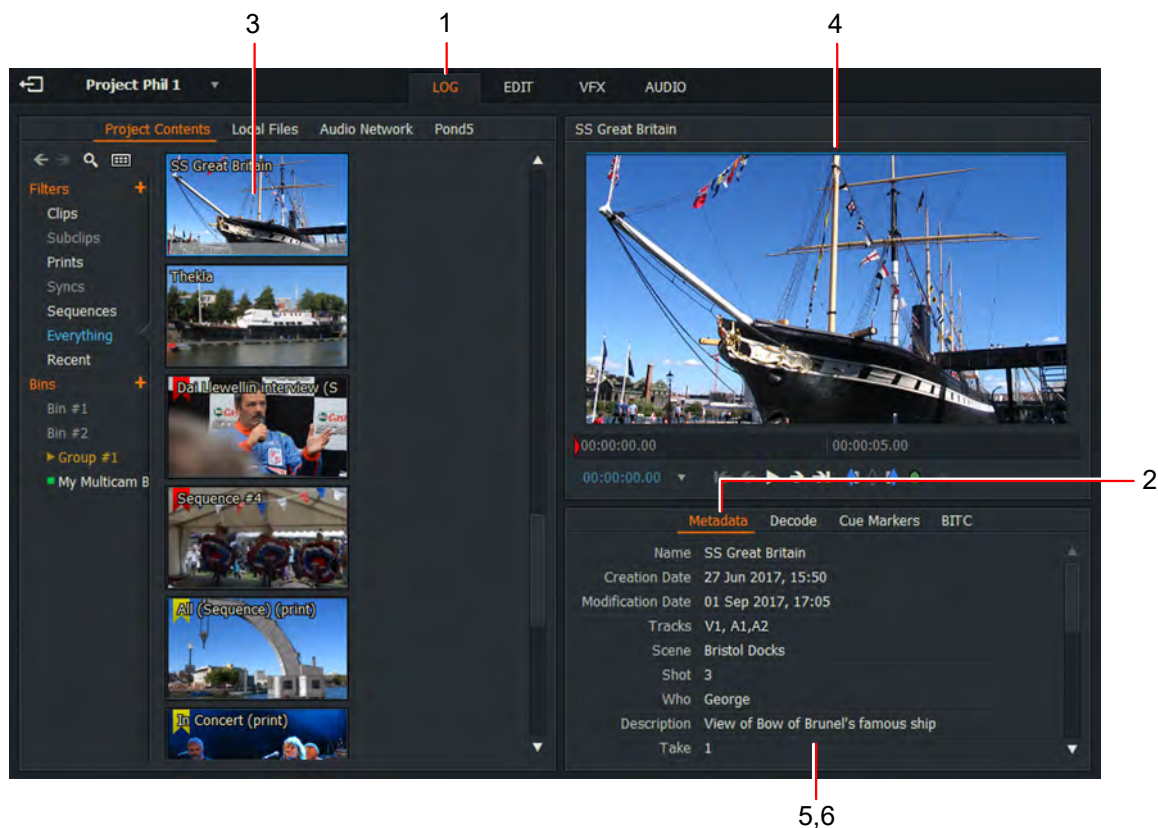 3
1
4
Project Phil 1
LOG
EDIT
VFX
AUDIO
Project Contents
Local Files
Audio Network
Pond5
SS Great Britain
Filters +
Clips
Subclips
Prints
Syncs
Sequences
Everything
Recent
Bins +
Bin #1
Bin #2
Group #1
My Multicam B
SS Great Britain
Thekla
Dai Llewellin interview (S
Sequence #4
All (Sequence) (print)
In Concert (print)
00:00:00.00
00:00:05.00
00:00:00.00
2
Metadata
Decode
Cue Markers
BITC
Name SS Great Britain
Creation Date 27 Jun 2017, 15:50
Modification Date 01 Sep 2017, 17:05
Tracks V1, A1,A2
Scene Bristol Docks
Shot 3
Who George
Description View of Bow of Brunel's famous ship
Take 1
5,6